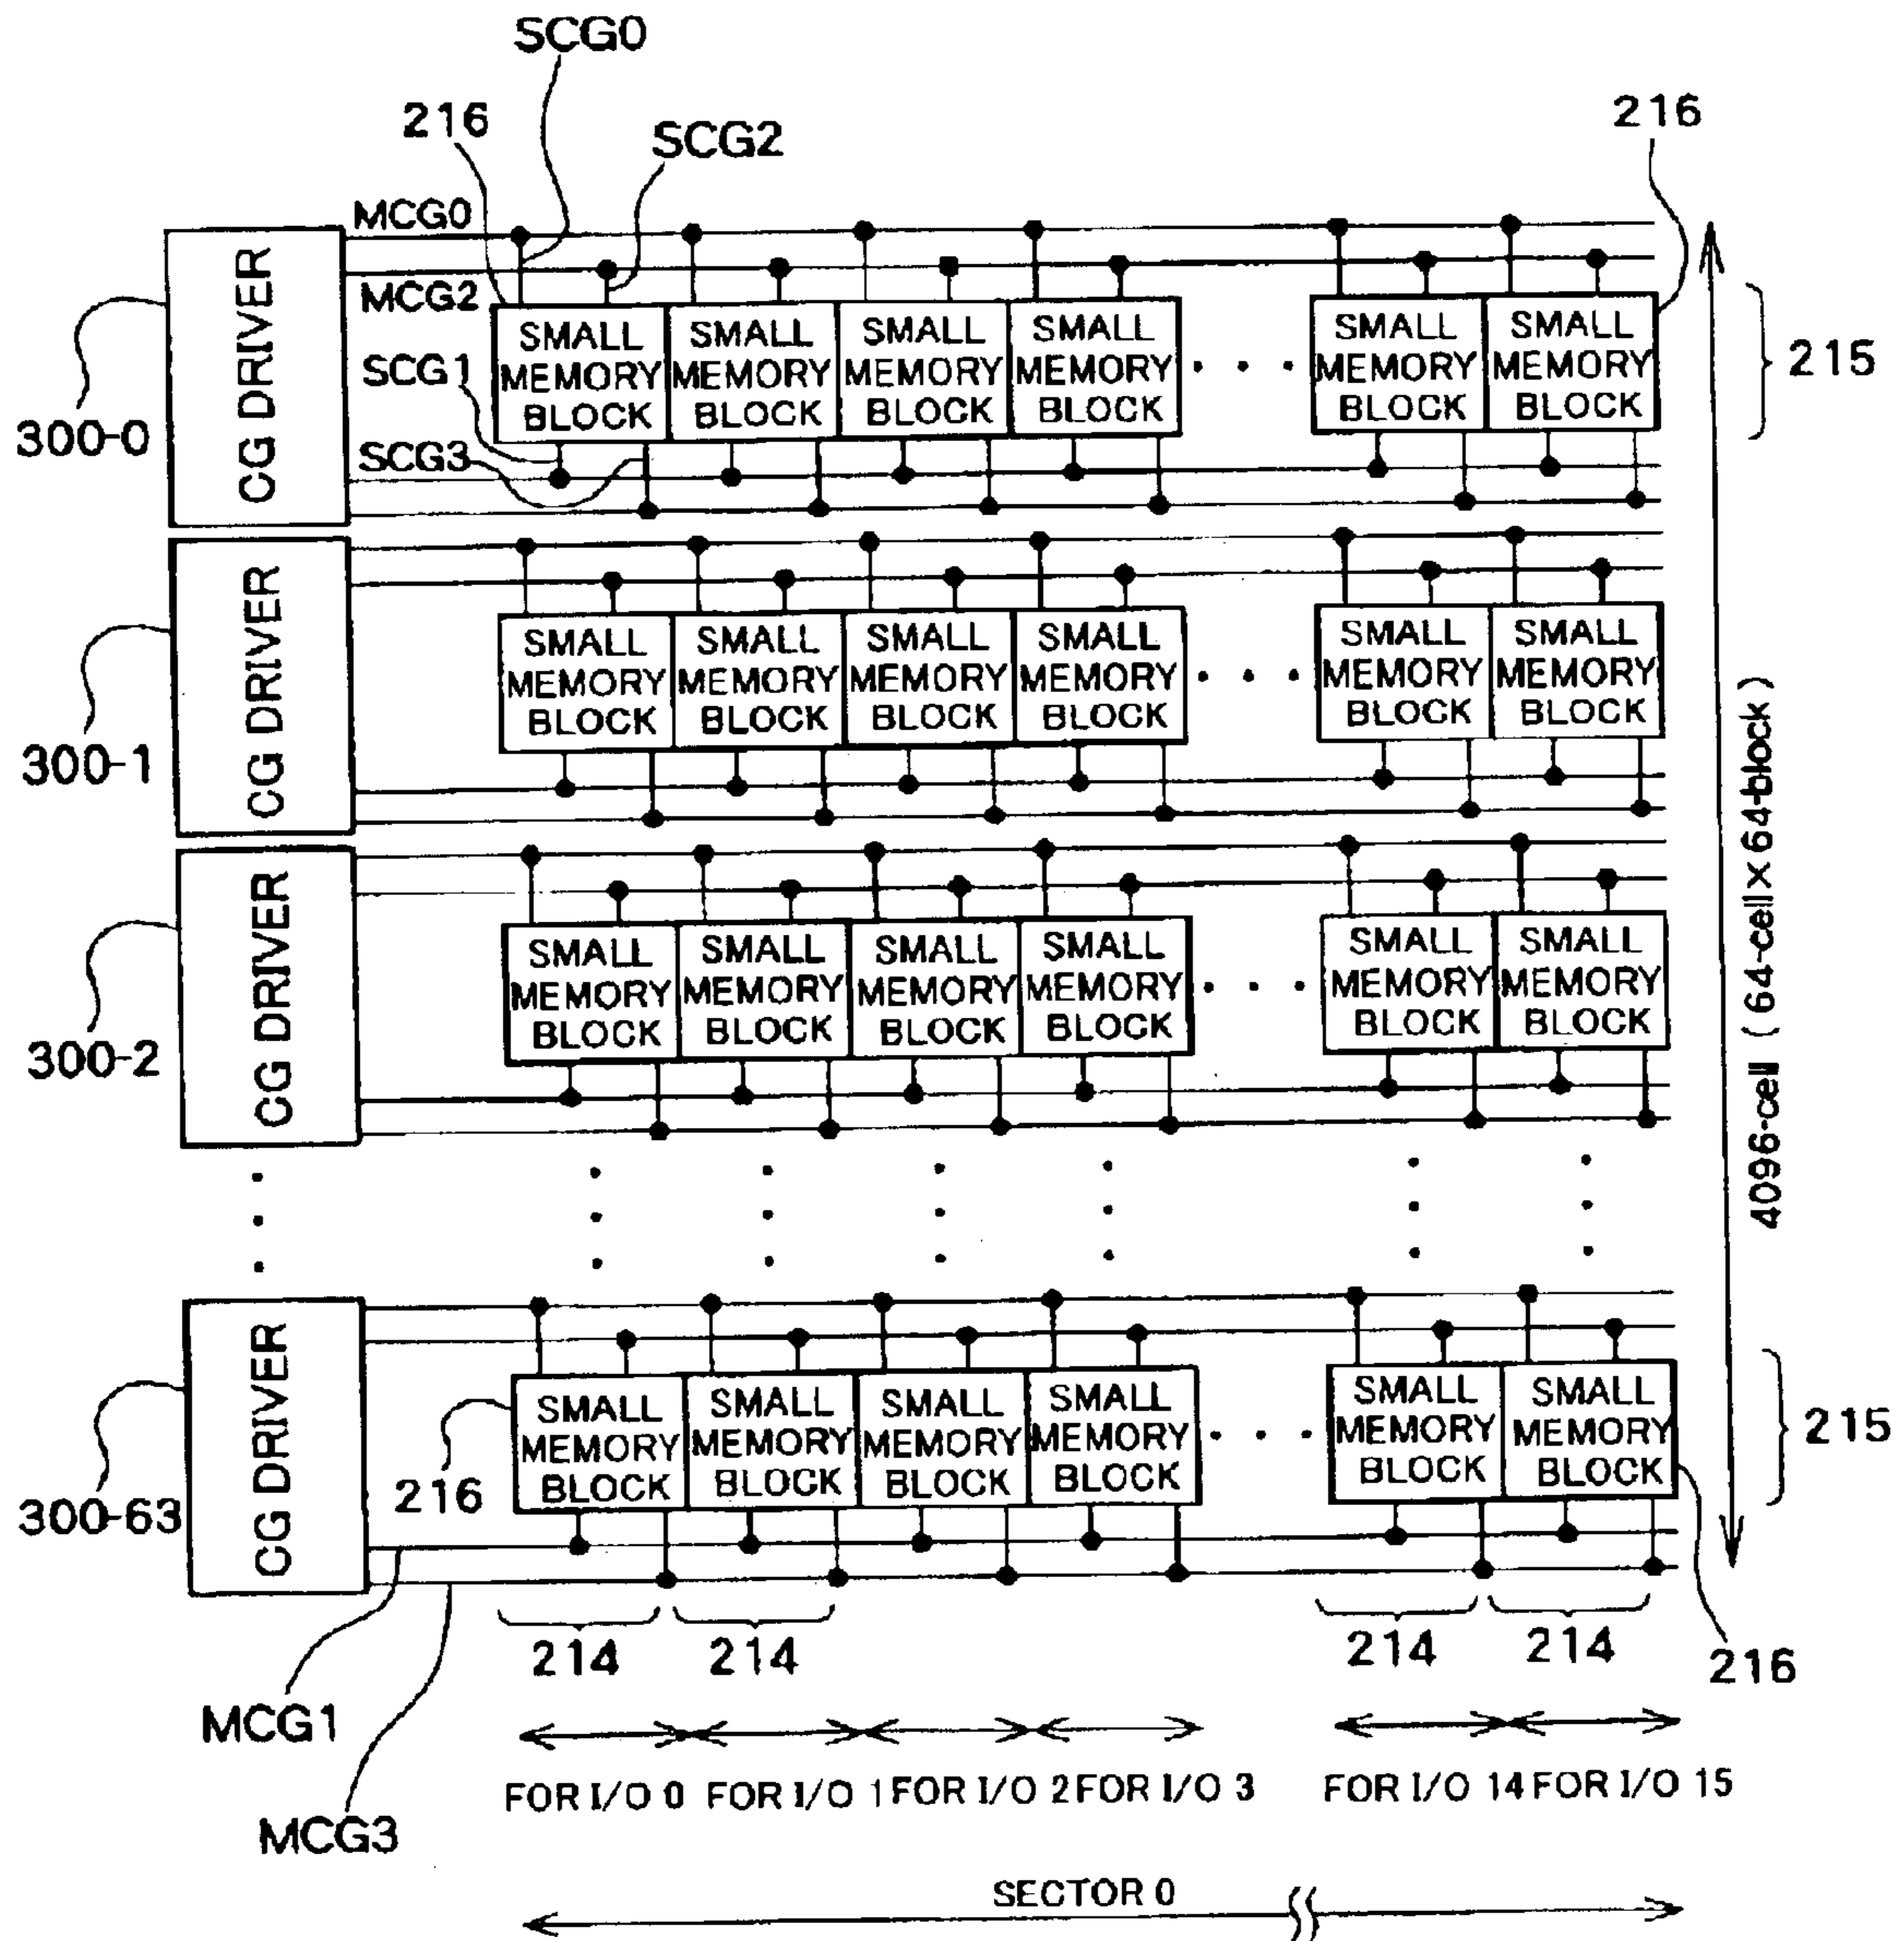 SCG0
216
SCG2
216
MCG0
MCG2
CG DRIVER
300-0
SCG1
SCG3
SMALL MEMORY BLOCK
SMALL MEMORY BLOCK
SMALL MEMORY BLOCK
SMALL MEMORY BLOCK
. . .
SMALL MEMORY BLOCK
SMALL MEMORY BLOCK
215
CG DRIVER
300-1
SMALL MEMORY BLOCK
SMALL MEMORY BLOCK
SMALL MEMORY BLOCK
SMALL MEMORY BLOCK
. . .
SMALL MEMORY BLOCK
SMALL MEMORY BLOCK
4096-cell (64-cell×64-block)
CG DRIVER
300-2
SMALL MEMORY BLOCK
SMALL MEMORY BLOCK
SMALL MEMORY BLOCK
SMALL MEMORY BLOCK
. . .
SMALL MEMORY BLOCK
SMALL MEMORY BLOCK
CG DRIVER
300-63
216
SMALL MEMORY BLOCK
SMALL MEMORY BLOCK
SMALL MEMORY BLOCK
SMALL MEMORY BLOCK
. . .
SMALL MEMORY BLOCK
SMALL MEMORY BLOCK
215
214
214
214
214
216
MCG1
MCG3
FOR I/O 0 FOR I/O 1 FOR I/O 2 FOR I/O 3 FOR I/O 14 FOR I/O 15
SECTOR 0